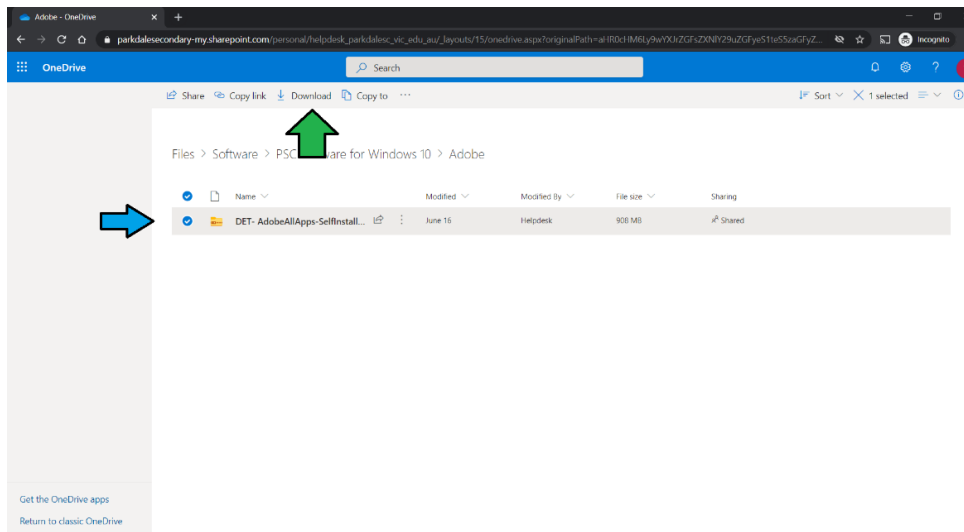 Adobe - OneDrive
parkdalesecondary-my.sharepoint.com/personal/helpdesk_parkdalesc_vic_edu_au/_layouts/15/onedrive.aspx?originalPath=
Incognito
OneDrive
Search
Share Copy link Download Copy to ... Sort 1 selected
Files > Software > PSC ware for Windows 10 > Adobe
Name Modified Modified By File size Sharing
DET- AdobeAllApps-SelfInstall... June 16 Helpdesk 908 MB Shared
Get the OneDrive apps
Return to classic OneDrive